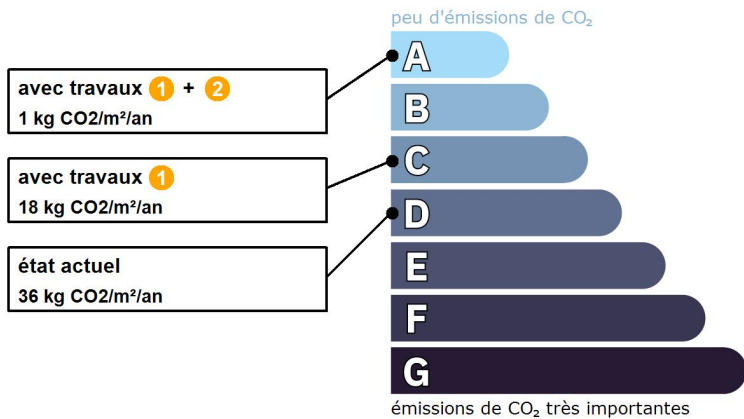 peu d'émissions de CO₂
A
avec travaux 1 + 2
1 kg CO2/m²/an
B
avec travaux 1
18 kg CO2/m²/an
C
D
état actuel
36 kg CO2/m²/an
E
F
G
émissions de CO₂ très importantes